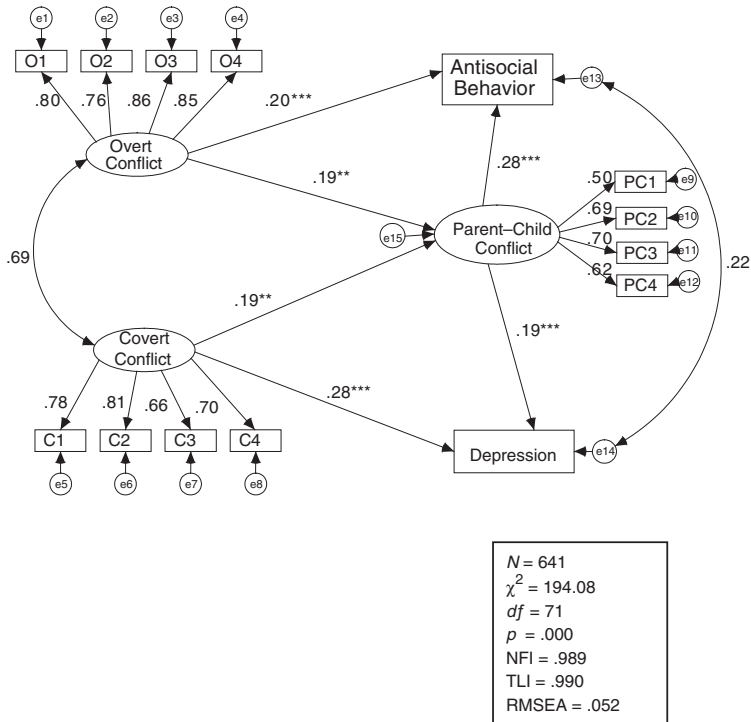 e1 e2 e3 e4
O1 O2 O3 O4
.80 .76 .86 .85
Overt
Conflict
.20***
Antisocial
Behavior
e13
.19**
.28***
.50 PC1 e9
.69 PC2 e10
.70 PC3 e11
.62 PC4 e12
e15
Parent–Child
Conflict
.69
.22
.19**
.19***
Covert
Conflict
.28***
.78 .81 .66 .70
C1 C2 C3 C4
e5 e6 e7 e8
Depression
e14
N = 641
χ² = 194.08
df = 71
p = .000
NFI = .989
TLI = .990
RMSEA = .052